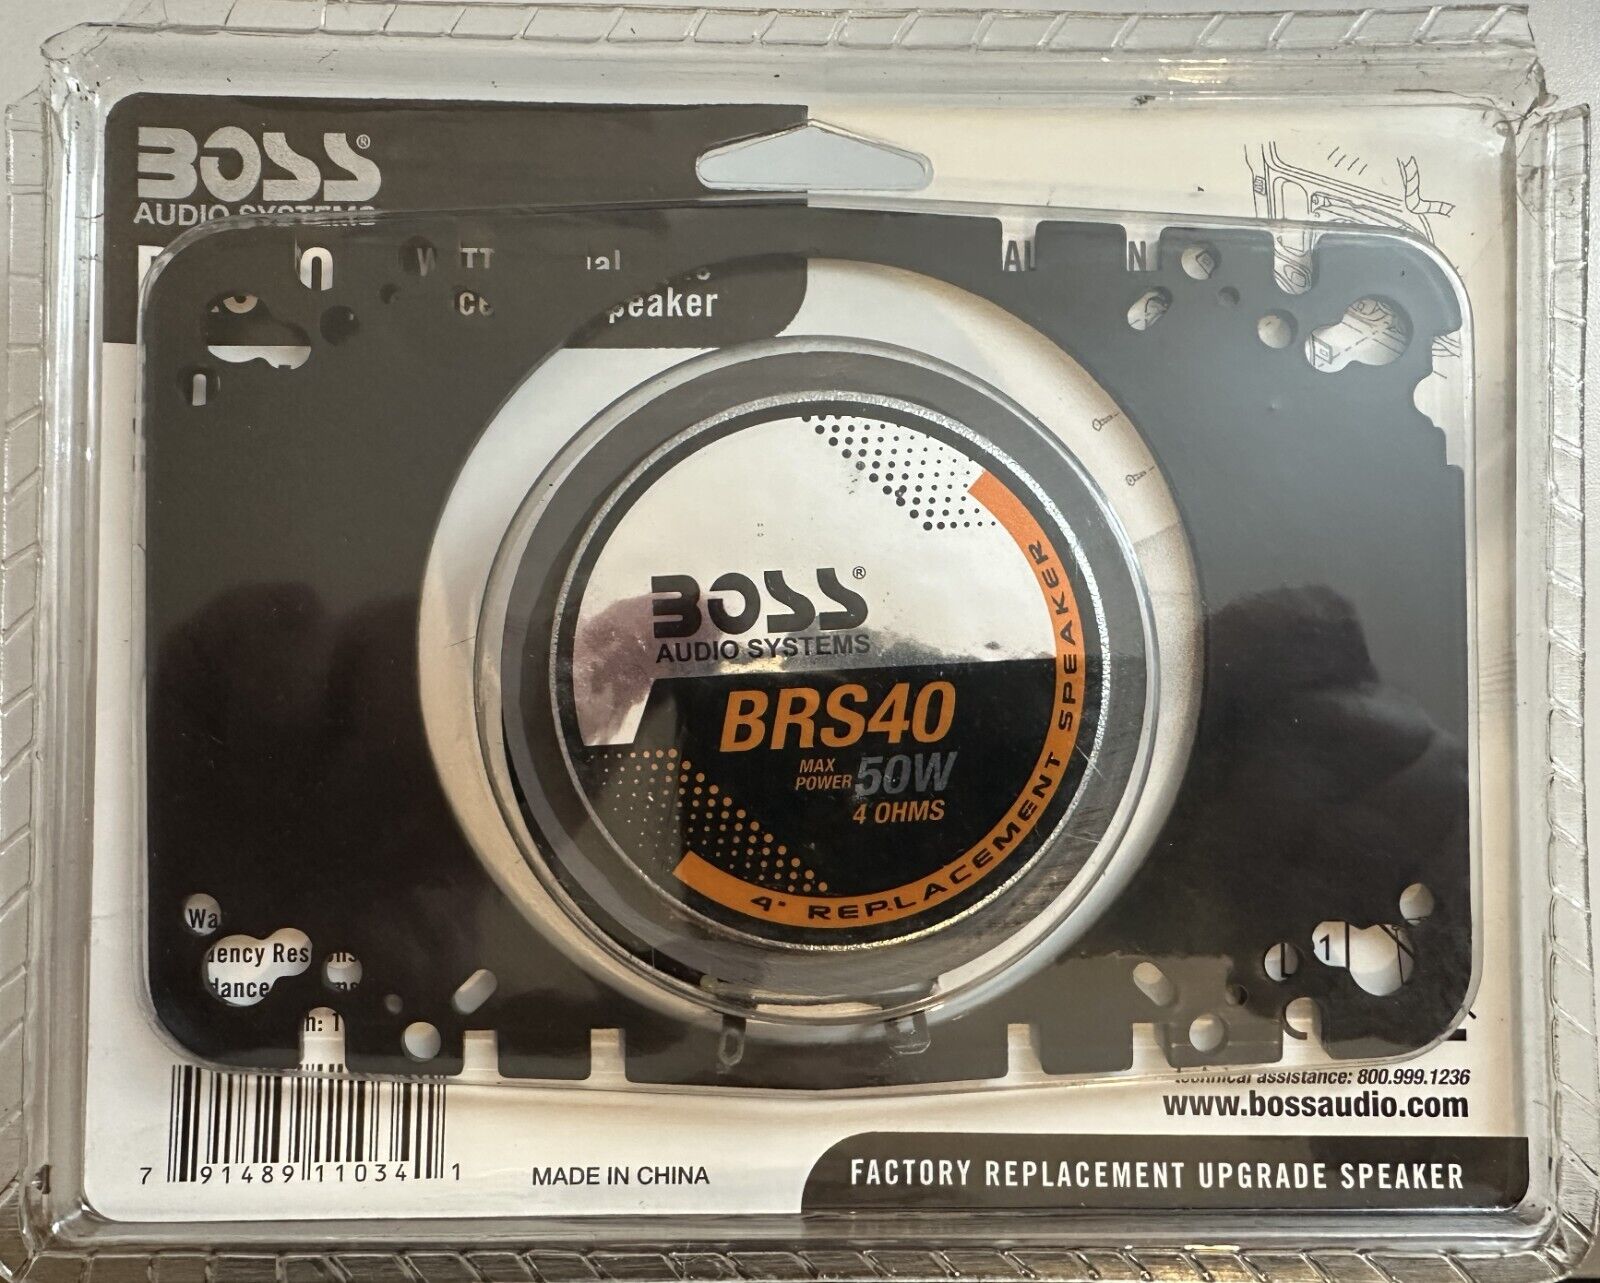 BOSS®
AUDIO SYSTEMS
peaker
BOSS®
AUDIO SYSTEMS
BRS40
MAX POWER 50W
4 OHMS
4" REPLACEMENT SPEAKER
technical assistance: 800.999.1236
www.bossaudio.com
7 91489 11034 1
MADE IN CHINA
FACTORY REPLACEMENT UPGRADE SPEAKER